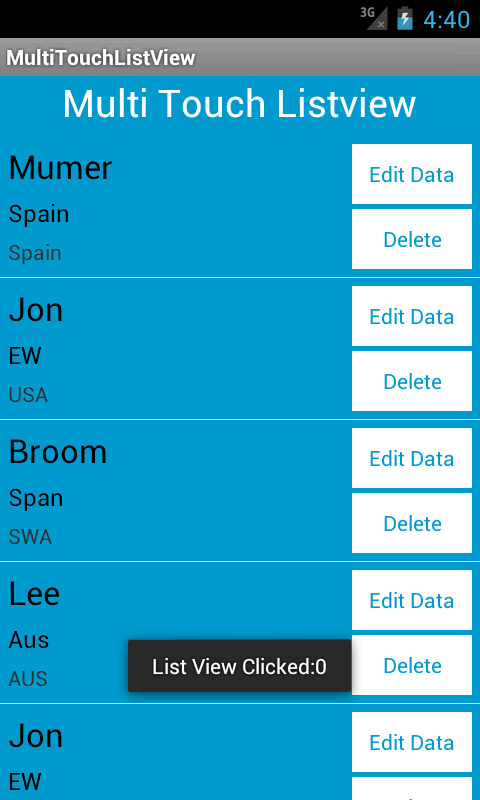 3G 4:40
MultiTouchListView
Multi Touch Listview
Mumer
Edit Data
Spain
Delete
Spain
Jon
Edit Data
EW
Delete
USA
Broom
Edit Data
Span
Delete
SWA
Lee
Edit Data
Aus
Delete
AUS
List View Clicked:0
Jon
Edit Data
EW